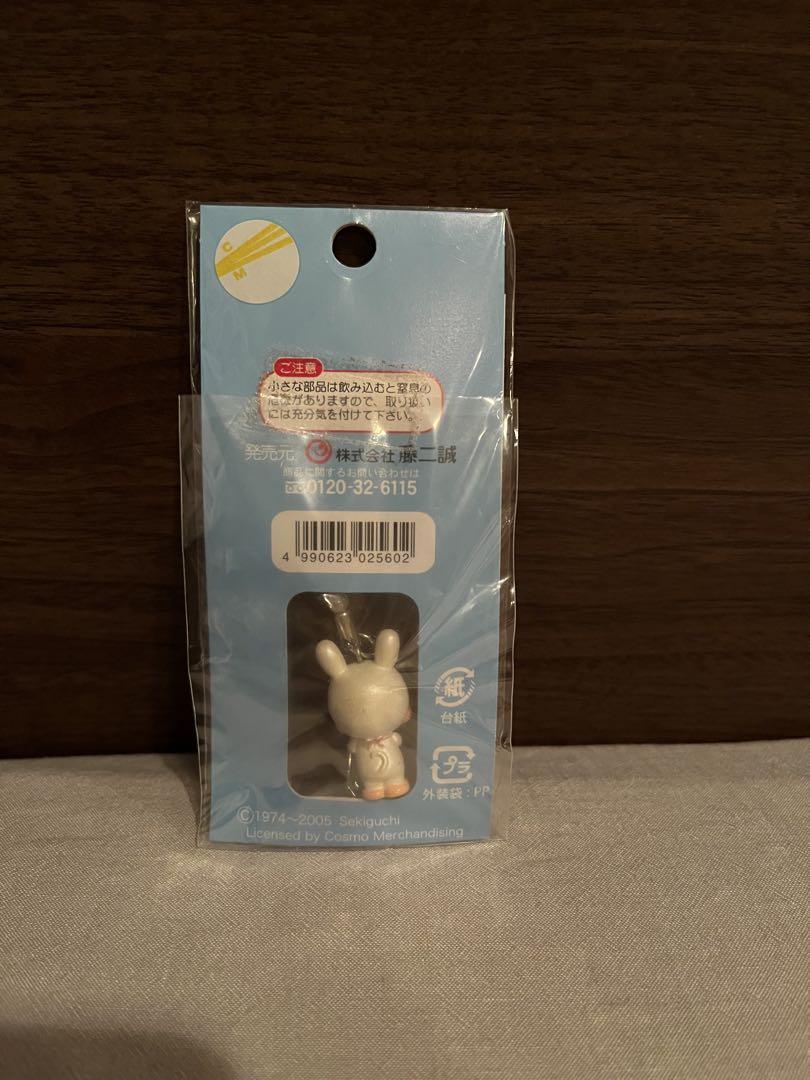 C
M
ご注意
小さな部品は飲み込むと窒息の
危険がありますので、取り扱い
には充分気を付けて下さい。
発売元 株式会社 藤二誠
商品に関するお問い合わせは
0120-32-6115
4 990623 025602
紙
台紙
プラ
外装袋：PP
©1974〜2005 Sekiguchi
Licensed by Cosmo Merchandising